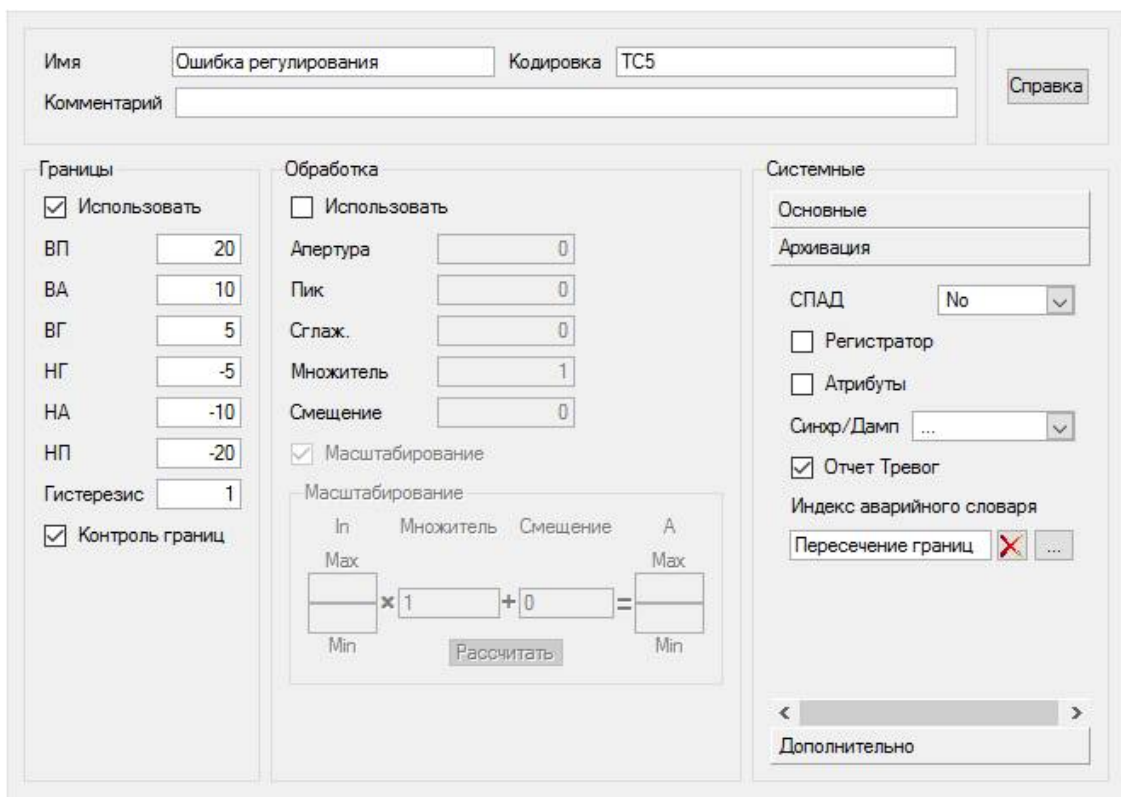 Имя Ошибка регулирования Кодировка TC5
Комментарий
Справка
Границы
Использовать
ВП 20
ВА 10
ВГ 5
НГ -5
НА -10
НП -20
Гистерезис 1
Контроль границ
Обработка
Использовать
Апертура 0
Пик 0
Сглаж. 0
Множитель 1
Смещение 0
Масштабирование
Масштабирование
In Множитель Смещение A
Max Max
× 1 + 0 =
Min Min
Рассчитать
Системные
Основные
Архивация
СПАД No
Регистратор
Атрибуты
Синхр/Дамп ...
Отчет Тревог
Индекс аварийного словаря
Пересечение границ ...
Дополнительно